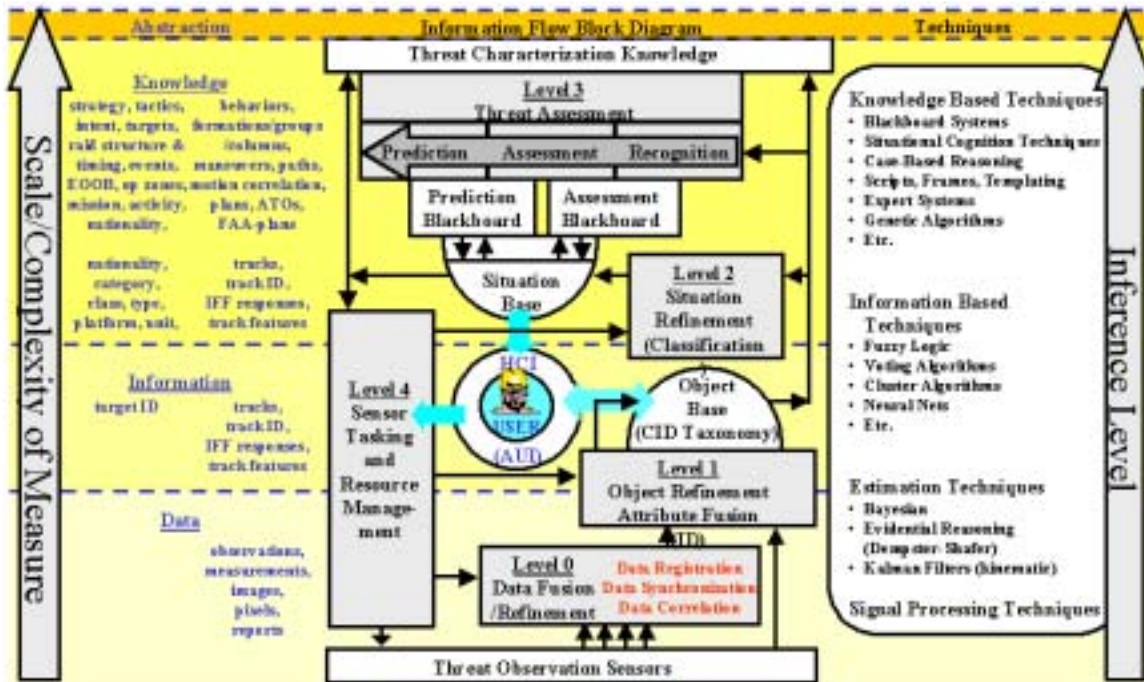 Abstraction
Information Flow Block Diagram
Techniques
Scale/Complexity of Measure
Knowledge
strategy, tactics,
intent, targets,
raid structure &
timing, events,
EOOB, op zones,
mission, activity,
nationality,
behaviors,
formations/groups
/columns,
maneuvers, paths,
motion correlation,
plans, ATOs,
FAA-plans
nationality,
category,
class, type,
platform, unit,
tracks,
track ID,
IFF responses,
track features
Information
target ID
tracks,
track ID,
IFF responses,
track features
Data
observations,
measurements,
images,
pixels,
reports
Threat Characterization Knowledge
Level 3
Threat Assessment
Prediction
Assessment
Recognition
Prediction
Blackboard
Assessment
Blackboard
Situation
Base
Level 2
Situation
Refinement
(Classification
)
HCI
USER
(AUI)
Object
Base
(CID Taxonomy)
Level 4
Sensor
Tasking
and
Resource
Manage-
ment
Level 1
Object Refinement
Attribute Fusion
(ID)
Level 0
Data Fusion
/Refinement
Data Registration
Data Synchronization
Data Correlation
Threat Observation Sensors
Knowledge Based Techniques
• Blackboard Systems
• Situational Cognition Techniques
• Case-Based Reasoning
• Scripts, Frames, Templating
• Expert Systems
• Genetic Algorithms
• Etc.
Information Based
Techniques
• Fuzzy Logic
• Voting Algorithms
• Cluster Algorithms
• Neural Nets
• Etc.
Estimation Techniques
• Bayesian
• Evidential Reasoning
(Dempster-Shafer)
• Kalman Filters (kinematic)
Signal Processing Techniques
Inference Level